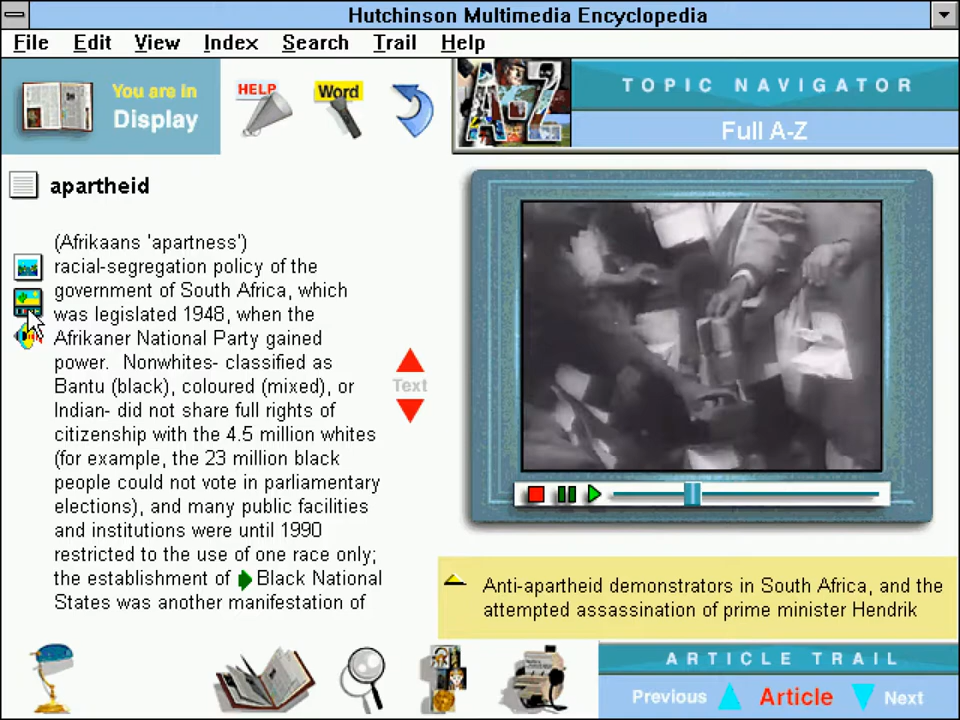 Hutchinson Multimedia Encyclopedia
File Edit View Index Search Trail Help
You are in
Display
HELP
Word
A-Z
TOPIC NAVIGATOR
Full A-Z
apartheid
(Afrikaans 'apartness')
racial-segregation policy of the
government of South Africa, which
was legislated 1948, when the
Afrikaner National Party gained
power. Nonwhites- classified as
Bantu (black), coloured (mixed), or
Indian- did not share full rights of
citizenship with the 4.5 million whites
(for example, the 23 million black
people could not vote in parliamentary
elections), and many public facilities
and institutions were until 1990
restricted to the use of one race only;
the establishment of Black National
States was another manifestation of
Text
Anti-apartheid demonstrators in South Africa, and the
attempted assassination of prime minister Hendrik
ARTICLE TRAIL
Previous Article Next